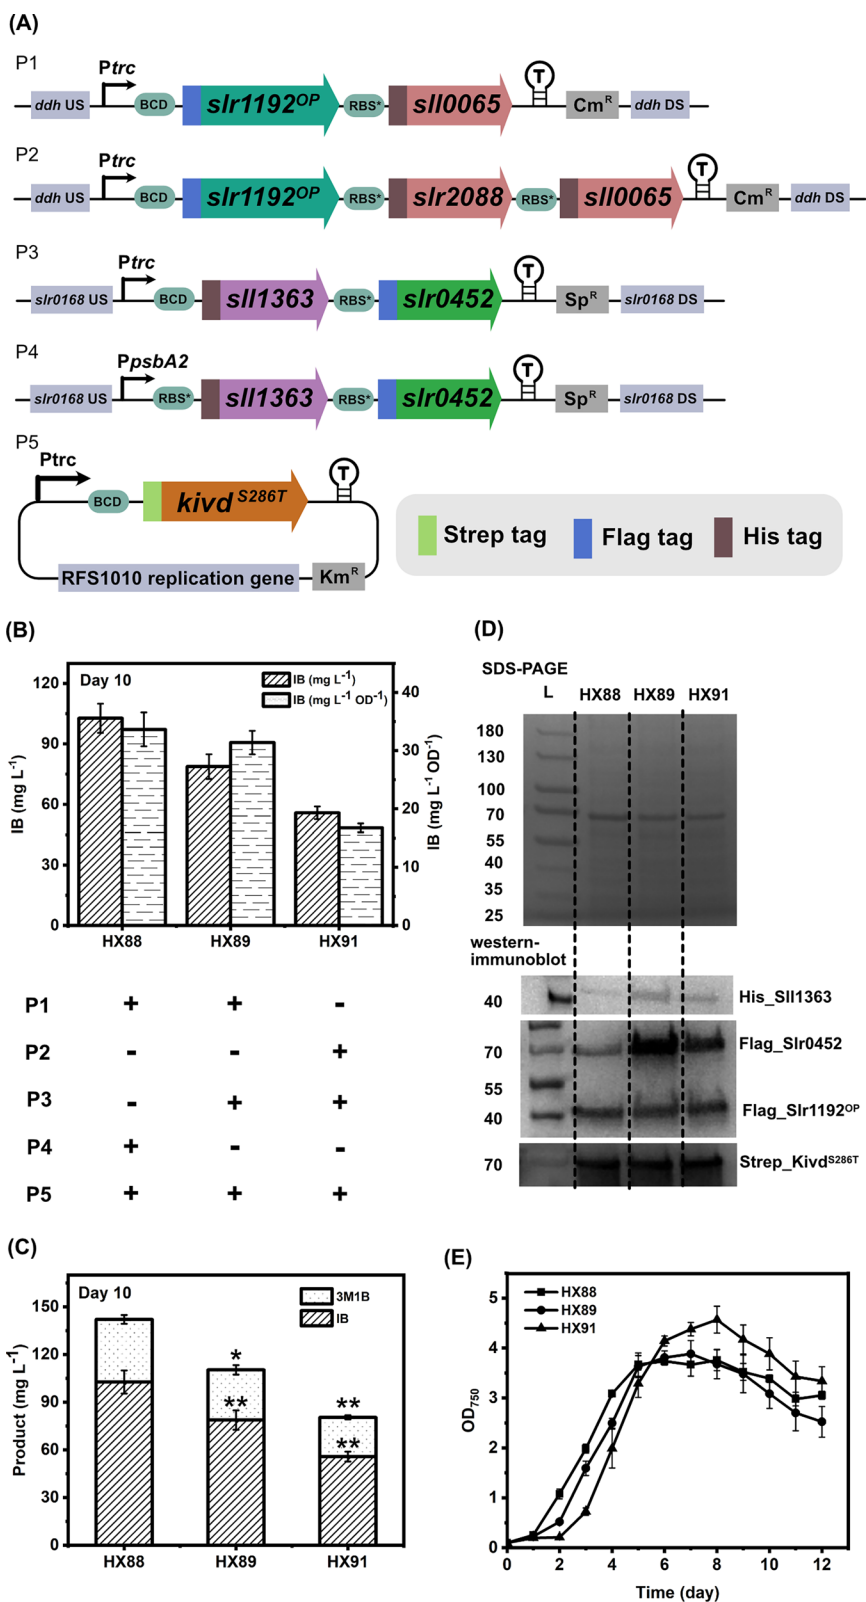 (A)
P1
Ptrc
ddh US
BCD
slr1192OP
RBS*
sll0065
T
CmR
ddh DS
P2
Ptrc
ddh US
BCD
slr1192OP
RBS*
slr2088
RBS*
sll0065
T
CmR
ddh DS
P3
Ptrc
slr0168 US
BCD
sll1363
RBS*
slr0452
T
SpR
slr0168 DS
P4
PpsbA2
slr0168 US
RBS*
sll1363
RBS*
slr0452
T
SpR
slr0168 DS
P5
Ptrc
BCD
kivd S286T
T
RFS1010 replication gene
KmR
Strep tag
Flag tag
His tag
(B)
Day 10
IB (mg L-1)
IB (mg L-1 OD-1)
120
90
60
30
0
IB (mg L-1)
40
30
20
10
0
IB (mg L-1 OD-1)
HX88 HX89 HX91
P1 + + -
P2 - - +
P3 - + +
P4 + - -
P5 + + +
(C)
Day 10
3M1B
IB
150
120
90
60
30
0
Product (mg L-1)
*
**
**
**
HX88 HX89 HX91
(D)
SDS-PAGE
L HX88 HX89 HX91
180
130
100
70
55
40
35
25
western-
immunoblot
40 His_Sll1363
70 Flag_Slr0452
55
40 Flag_Slr1192OP
70 Strep_KivdS286T
(E)
HX88
HX89
HX91
5
4
3
2
1
0
OD750
0 2 4 6 8 10 12
Time (day)